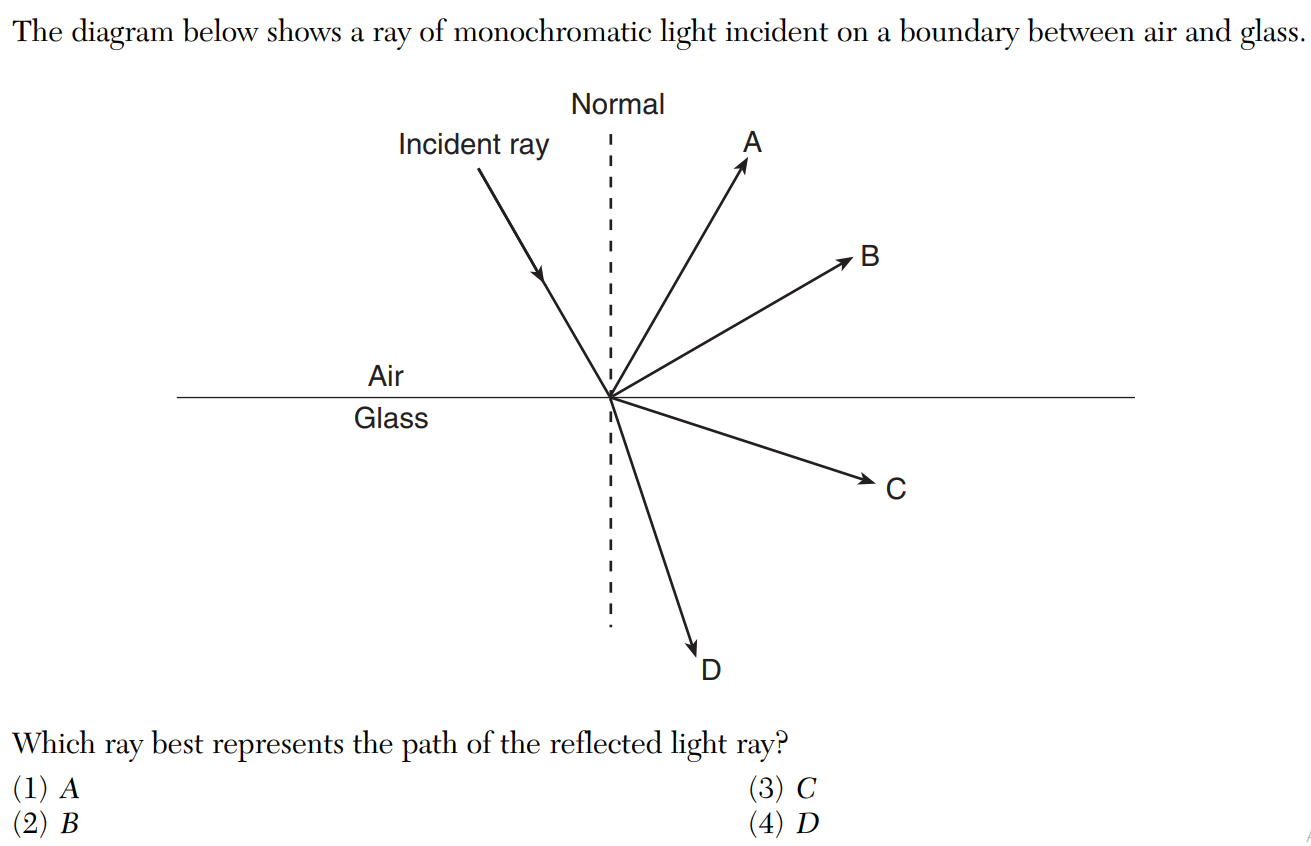 The diagram below shows a ray of monochromatic light incident on a boundary between air and glass.
Normal
Incident ray
A
B
Air
Glass
C
D
Which ray best represents the path of the reflected light ray?
(1) A
(2) B
(3) C
(4) D